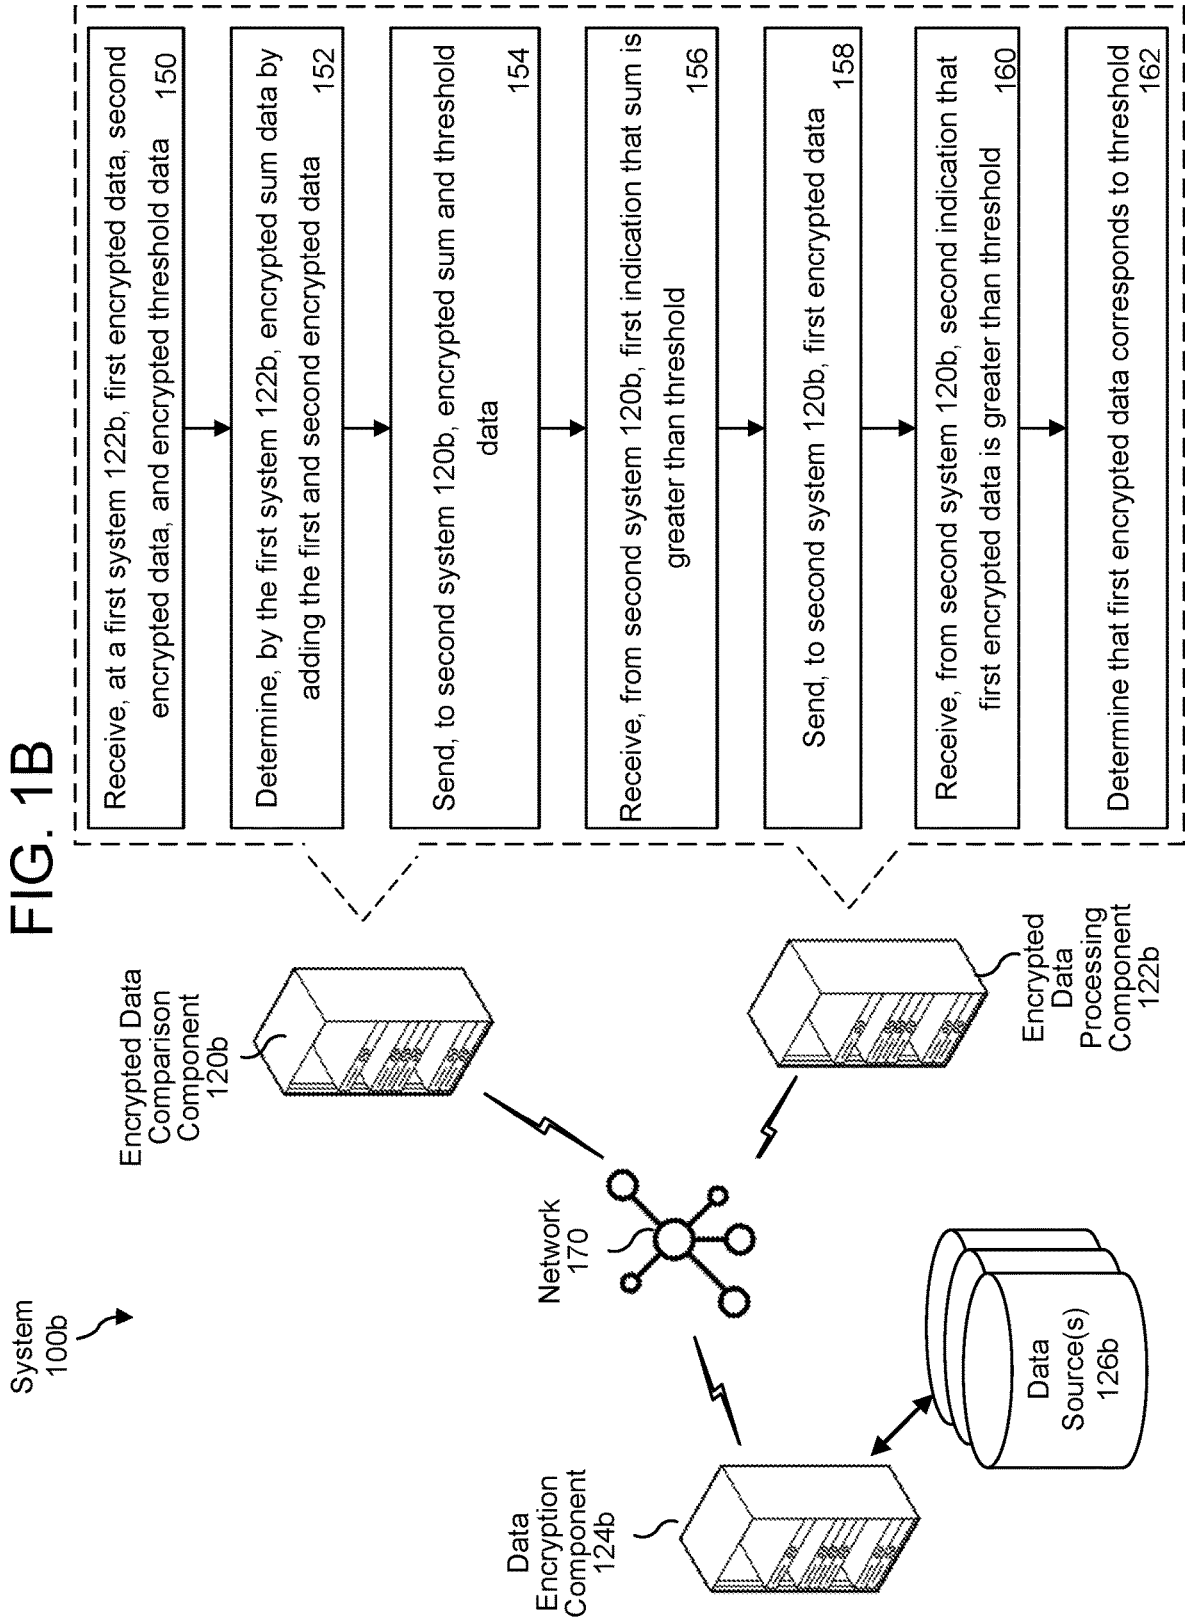 FIG. 1B
System
100b
Encrypted Data
Comparison
Component
120b
Network
170
Data
Encryption
Component
124b
Data
Source(s)
126b
Encrypted
Data
Processing
Component
122b
Receive, at a first system 122b, first encrypted data, second
encrypted data, and encrypted threshold data 150
Determine, by the first system 122b, encrypted sum data by
adding the first and second encrypted data 152
Send, to second system 120b, encrypted sum and threshold
data 154
Receive, from second system 120b, first indication that sum is
greater than threshold 156
Send, to second system 120b, first encrypted data
158
Receive, from second system 120b, second indication that
first encrypted data is greater than threshold 160
Determine that first encrypted data corresponds to threshold
162